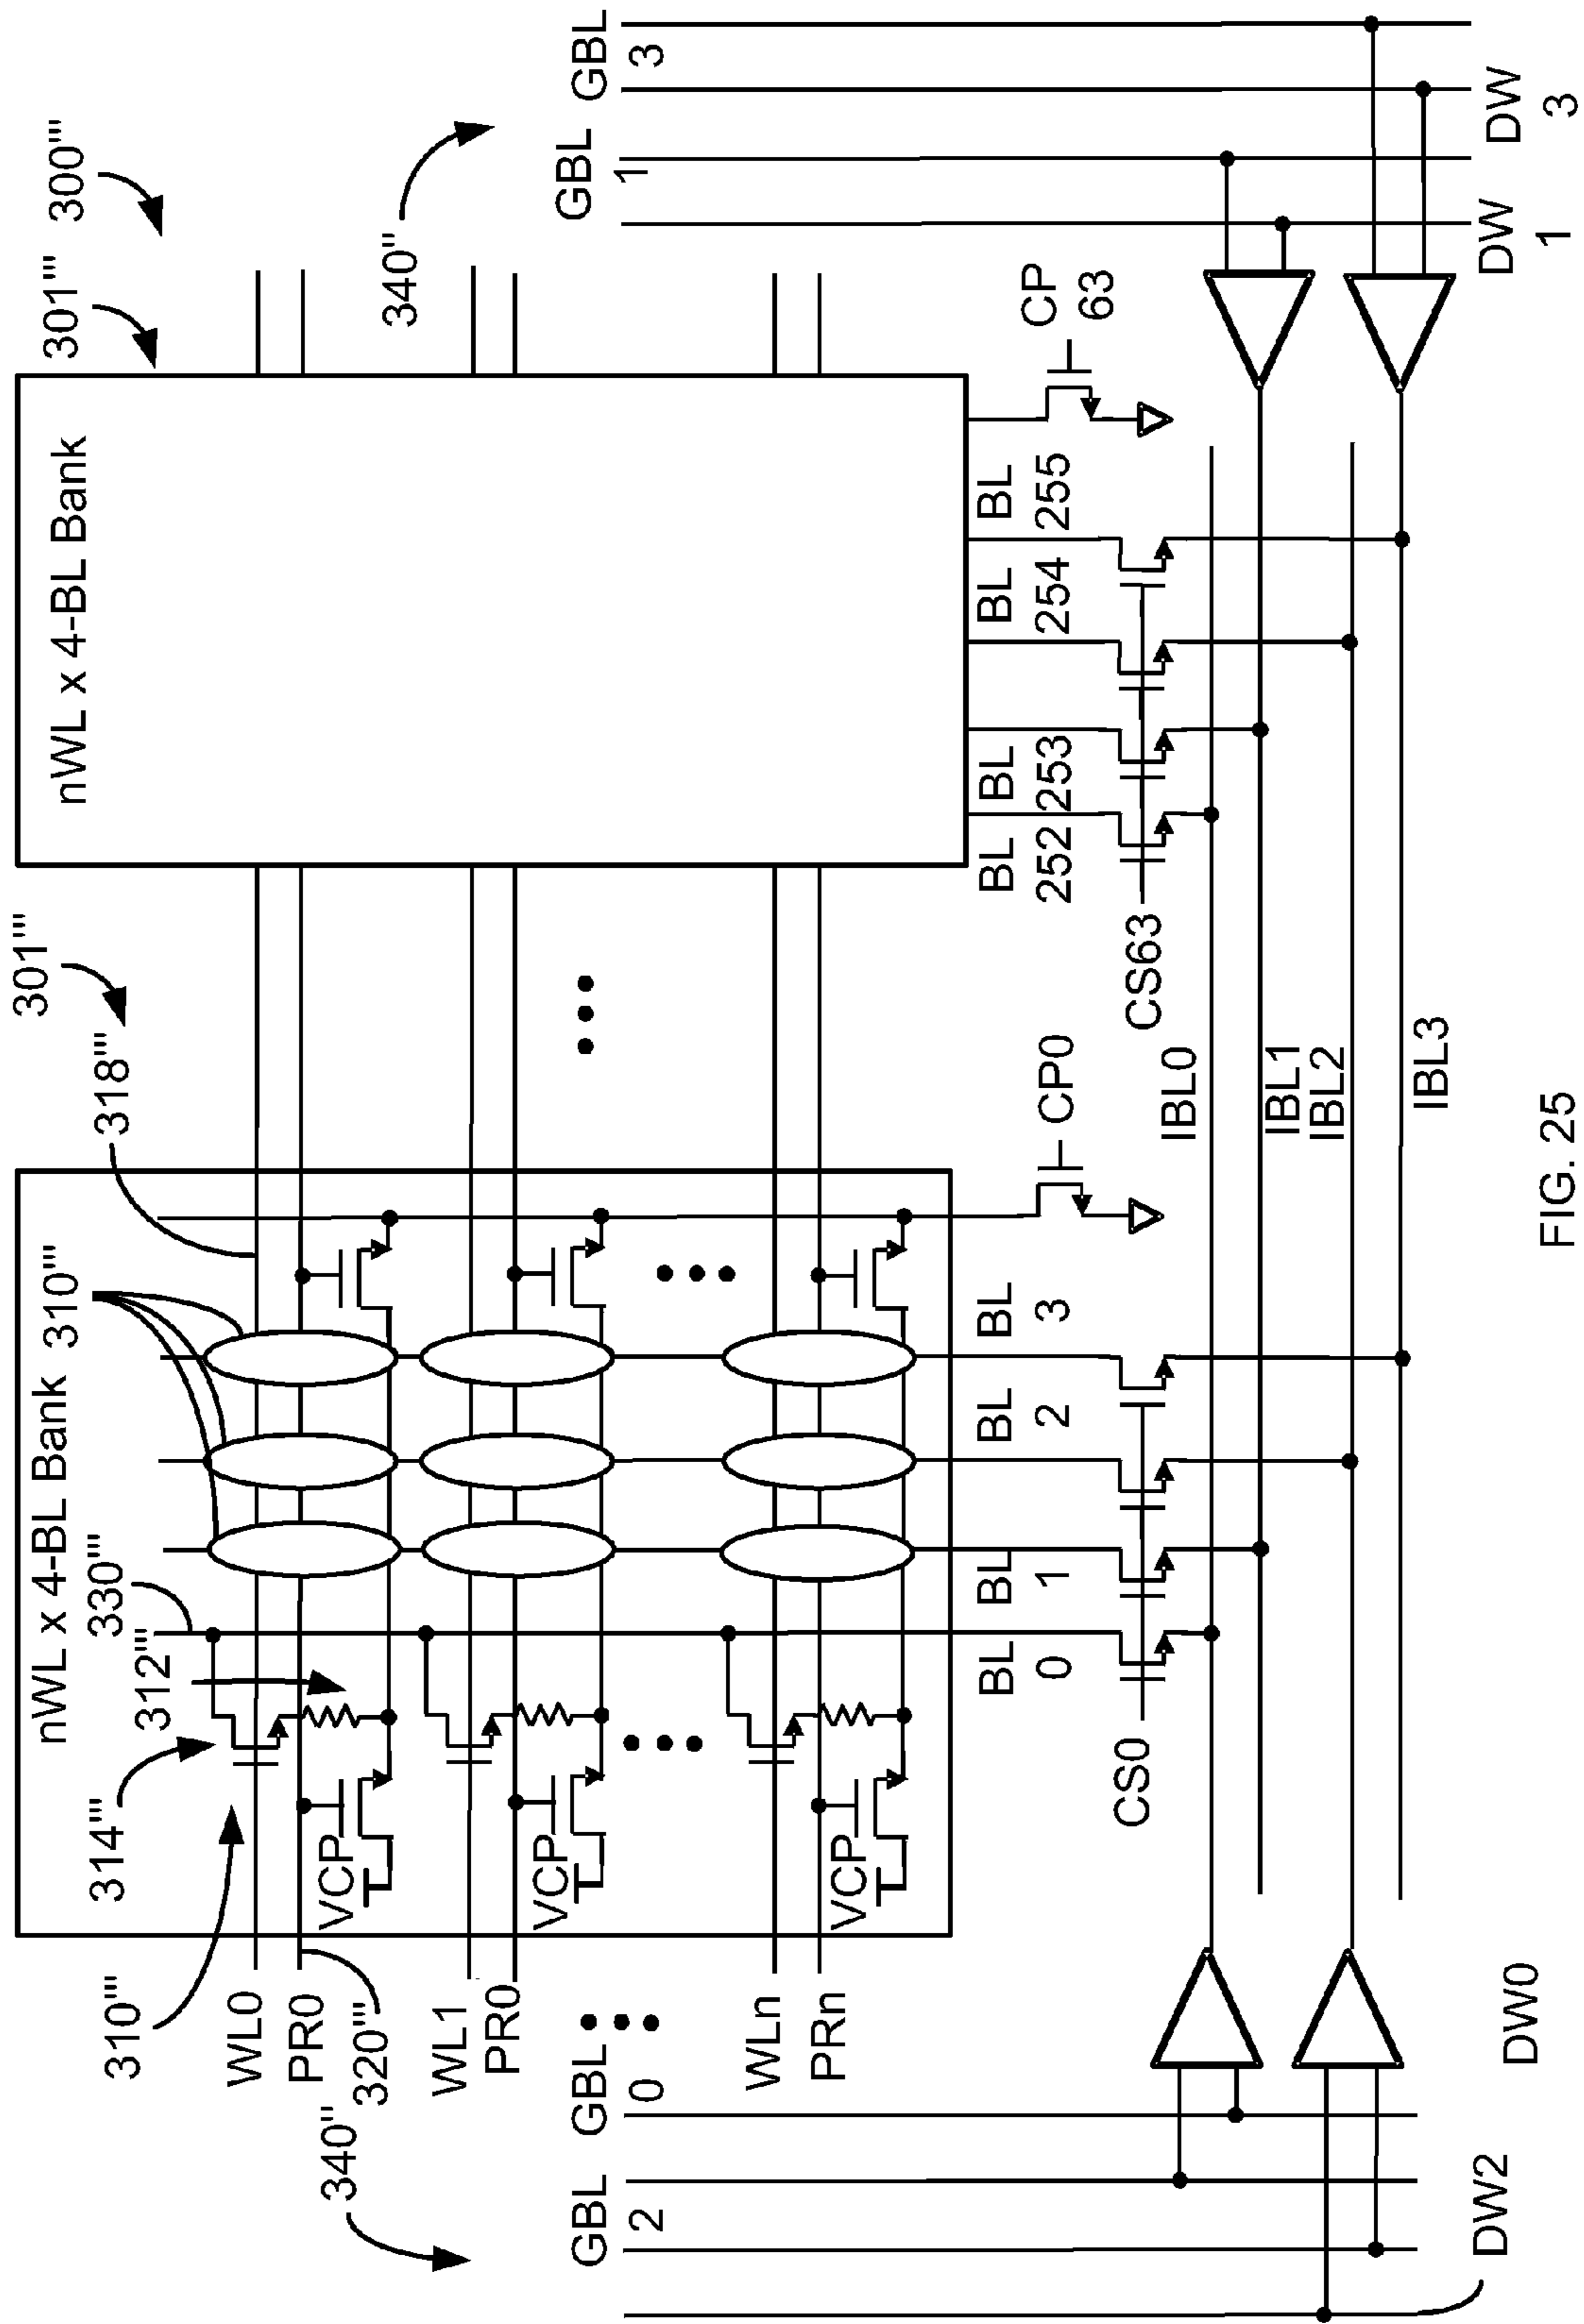 300'''
301'''
301'''
318'''
310'''
330'''
312'''
314'''
310'''
nWL x 4-BL Bank
nWL x 4-BL Bank
WL0
PR0
320'''
WL1
PR0
WLn
PRn
VCP
VCP
VCP
340''
340''
GBL
2
GBL
0
GBL
1
GBL
3
BL
0
BL
1
BL
2
BL
3
CP0
BL
252
BL
253
BL
254
BL
255
CP
63
CS0
CS63
IBL0
IBL1
IBL2
IBL3
DW2
DW0
DW
1
DW
3
FIG. 25